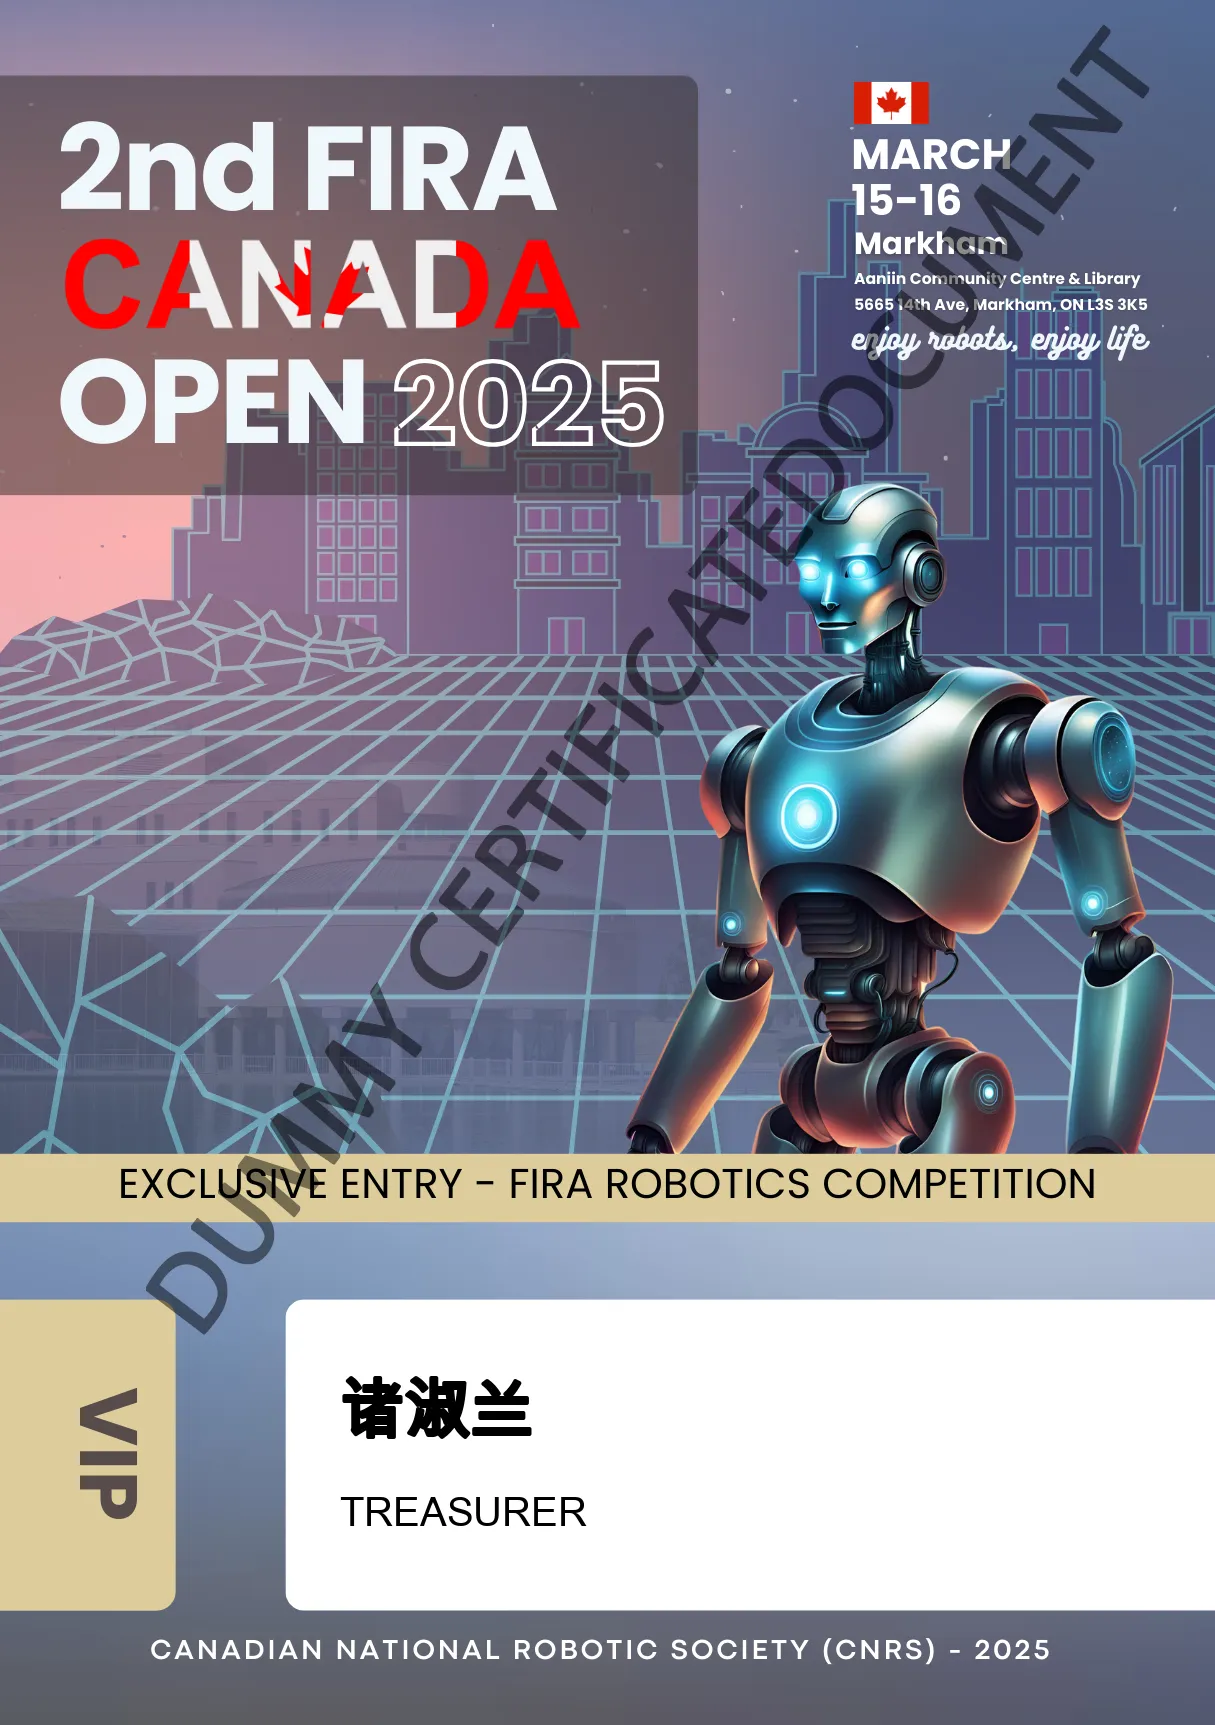 2nd FIRA
CANADA
OPEN 2025
MARCH
15-16
Markham
Aaniin Community Centre & Library
5665 14th Ave, Markham, ON L3S 3K5
enjoy robots, enjoy life
DUMMY CERTIFICATEDOCUMENT
EXCLUSIVE ENTRY - FIRA ROBOTICS COMPETITION
VIP
诸淑兰
TREASURER
CANADIAN NATIONAL ROBOTIC SOCIETY (CNRS) - 2025